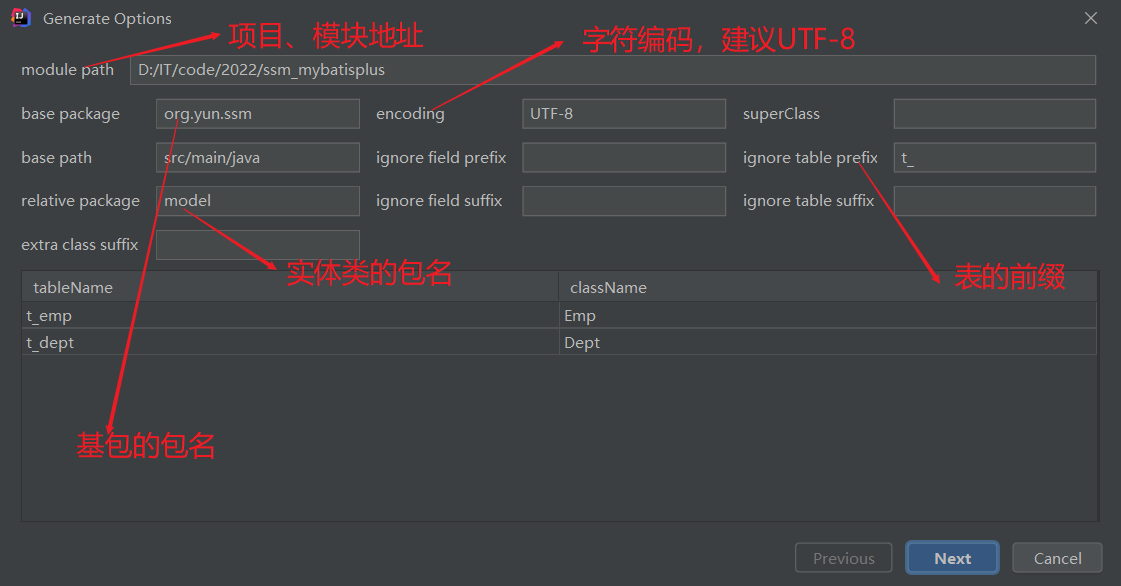 Generate Options
项目、模块地址
字符编码，建议UTF-8
module path D:/IT/code/2022/ssm_mybatisplus
base package org.yun.ssm encoding UTF-8 superClass
base path src/main/java ignore field prefix ignore table prefix t_
relative package model ignore field suffix ignore table suffix
extra class suffix
实体类的包名
表的前缀
tableName className
t_emp Emp
t_dept Dept
基包的包名
Previous Next Cancel